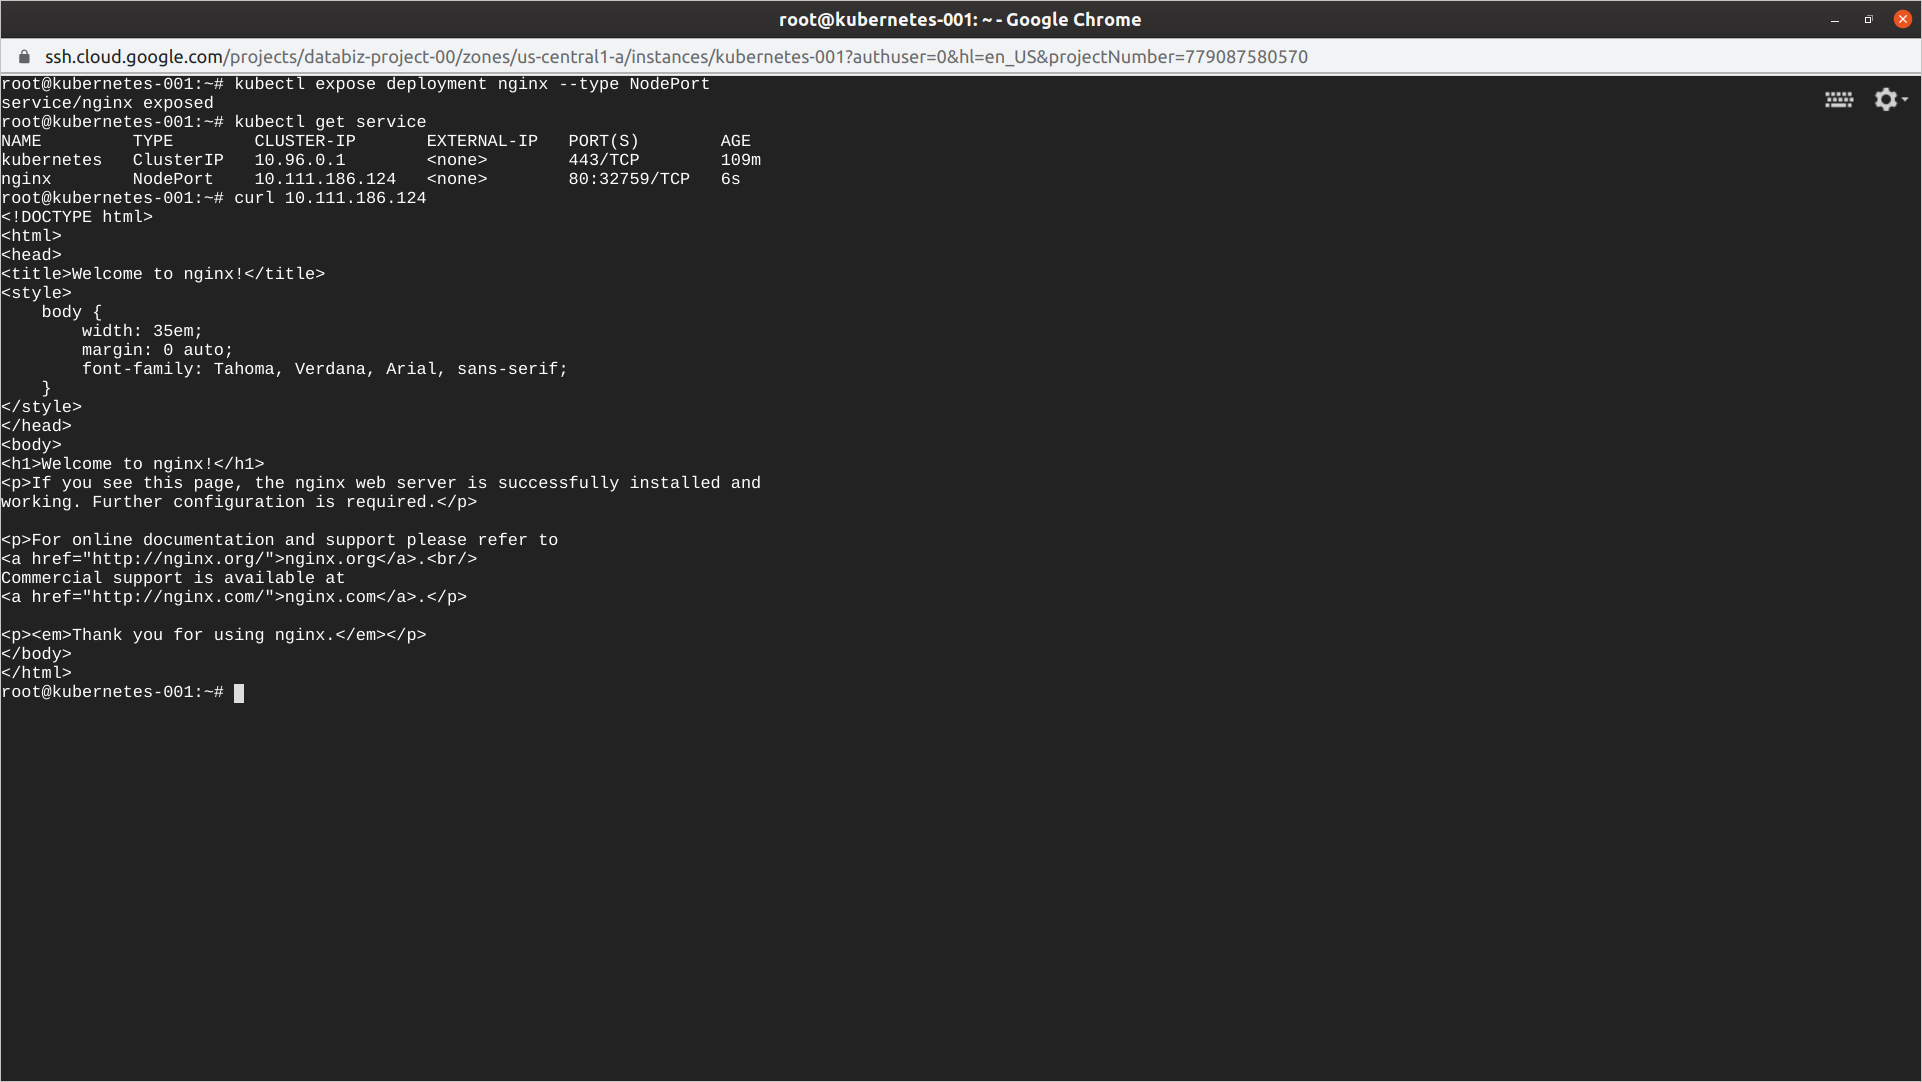 root@kubernetes-001: ~ - Google Chrome
ssh.cloud.google.com/projects/databiz-project-00/zones/us-central1-a/instances/kubernetes-001?authuser=0&hl=en_US&projectNumber=779087580570
root@kubernetes-001:~# kubectl expose deployment nginx --type NodePort
service/nginx exposed
root@kubernetes-001:~# kubectl get service
NAME         TYPE        CLUSTER-IP       EXTERNAL-IP   PORT(S)        AGE
kubernetes   ClusterIP   10.96.0.1        <none>        443/TCP        109m
nginx        NodePort    10.111.186.124   <none>        80:32759/TCP   6s
root@kubernetes-001:~# curl 10.111.186.124
<!DOCTYPE html>
<html>
<head>
<title>Welcome to nginx!</title>
<style>
    body {
        width: 35em;
        margin: 0 auto;
        font-family: Tahoma, Verdana, Arial, sans-serif;
    }
</style>
</head>
<body>
<h1>Welcome to nginx!</h1>
<p>If you see this page, the nginx web server is successfully installed and
working. Further configuration is required.</p>

<p>For online documentation and support please refer to
<a href="http://nginx.org/">nginx.org</a>.<br/>
Commercial support is available at
<a href="http://nginx.com/">nginx.com</a>.</p>

<p><em>Thank you for using nginx.</em></p>
</body>
</html>
root@kubernetes-001:~#